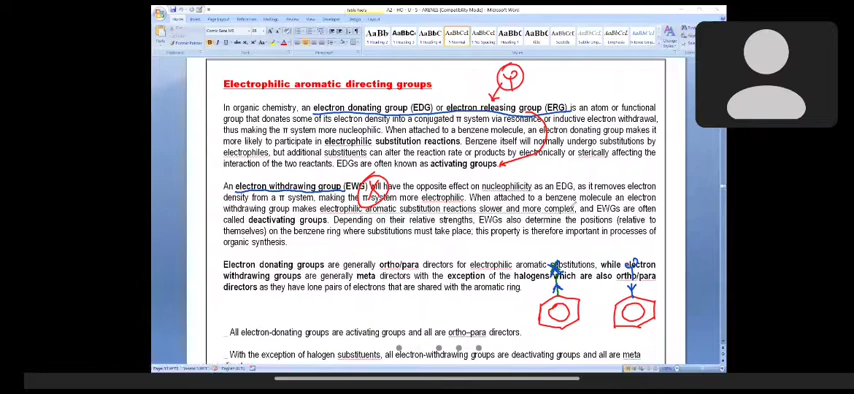 Home Insert Page Layout References Mailings Review View
AaBb AaBbCc AaBbC AaBbCcI AaBbCcI
Electrophilic aromatic directing groups
In organic chemistry, an electron donating group (EDG) or electron releasing group (ERG) is an atom or functional
group that donates some of its electron density into a conjugated π system via resonance or inductive electron withdrawal,
thus making the π system more nucleophilic. When attached to a benzene molecule, an electron donating group makes it
more likely to participate in electrophilic substitution reactions. Benzene itself will normally undergo substitutions by
electrophiles, but additional substituents can alter the reaction rate or products by electronically or sterically affecting the
interaction of the two reactants. EDGs are often known as activating groups.
An electron withdrawing group (EWG) will have the opposite effect on nucleophilicity as an EDG, as it removes electron
density from a π system, making the π system more electrophilic. When attached to a benzene molecule an electron
withdrawing group makes electrophilic aromatic substitution reactions slower and more complex, and EWGs are often
called deactivating groups. Depending on their relative strengths, EWGs also determine the positions (relative to
themselves) on the benzene ring where substitutions must take place; this property is therefore important in processes
of organic synthesis.
Electron donating groups are generally ortho/para directors for electrophilic aromatic substitutions, while electron
withdrawing groups are generally meta directors with the exception of the halogens which are also ortho/para
directors as they have lone pairs of electrons that are shared with the aromatic ring.
All electron-donating groups are activating groups and all are ortho-para directors.
With the exception of halogen substituents, all electron-withdrawing groups are deactivating groups and all are meta